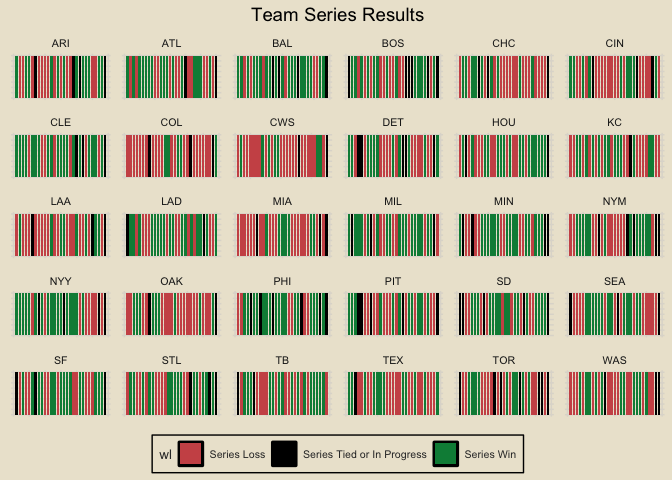 Team Series Results
ARI ATL BAL BOS CHC CIN
CLE COL CWS DET HOU KC
LAA LAD MIA MIL MIN NYM
NYY OAK PHI PIT SD SEA
SF STL TB TEX TOR WAS
wl Series Loss Series Tied or In Progress Series Win